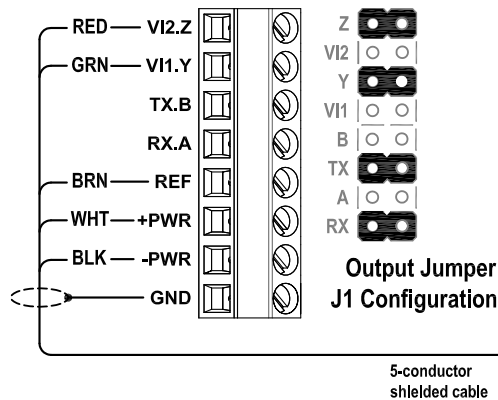 RED VI2.Z
GRN VI1.Y
TX.B
RX.A
BRN REF
WHT +PWR
BLK -PWR
GND
Z
VI2
Y
VI1
B
TX
A
RX
Output Jumper
J1 Configuration
5-conductor
shielded cable